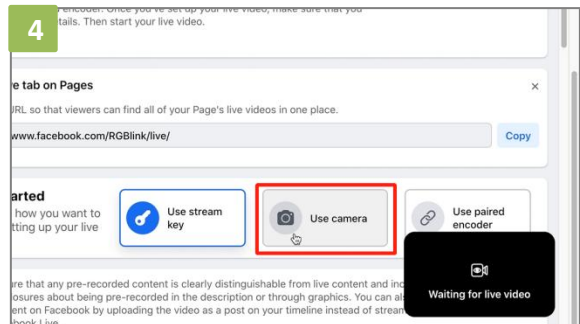 4
encoder. Once you've set up your live video, make sure that you
tails. Then start your live video.
e tab on Pages
URL so that viewers can find all of your Page's live videos in one place.
www.facebook.com/RGBlink/live/
Copy
arted
how you want to
tting up your live
Use stream
key
Use camera
Use paired
encoder
re that any pre-recorded content is clearly distinguishable from live content and inc
osures about being pre-recorded in the description or through graphics. You can al
ent on Facebook by uploading the video as a post on your timeline instead of stream
ebook Live.
Waiting for live video